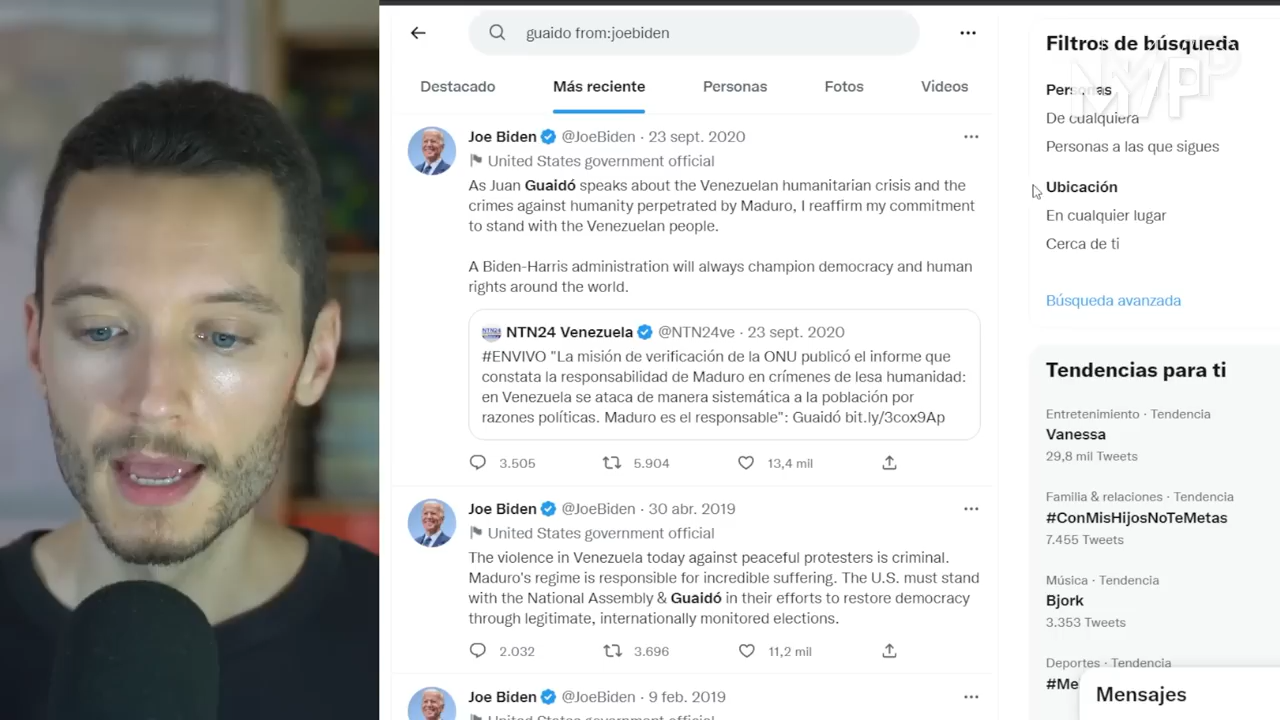 guaido from:joebiden
Destacado
Más reciente
Personas
Fotos
Videos
Joe Biden @JoeBiden · 23 sept. 2020
United States government official
As Juan Guaidó speaks about the Venezuelan humanitarian crisis and the
crimes against humanity perpetrated by Maduro, I reaffirm my commitment
to stand with the Venezuelan people.
A Biden-Harris administration will always champion democracy and human
rights around the world.
NTN24 Venezuela @NTN24ve · 23 sept. 2020
#ENVIVO "La misión de verificación de la ONU publicó el informe que
constata la responsabilidad de Maduro en crímenes de lesa humanidad:
en Venezuela se ataca de manera sistemática a la población por
razones políticas. Maduro es el responsable": Guaidó bit.ly/3cox9Ap
3.505
5.904
13,4 mil
Joe Biden @JoeBiden · 30 abr. 2019
United States government official
The violence in Venezuela today against peaceful protesters is criminal.
Maduro's regime is responsible for incredible suffering. The U.S. must stand
with the National Assembly & Guaidó in their efforts to restore democracy
through legitimate, internationally monitored elections.
2.032
3.696
11,2 mil
Joe Biden @JoeBiden · 9 feb. 2019
United States government official
Filtros de búsqueda
Personas
De cualquiera
Personas a las que sigues
Ubicación
En cualquier lugar
Cerca de ti
Búsqueda avanzada
Tendencias para ti
Entretenimiento · Tendencia
Vanessa
29,8 mil Tweets
Familia & relaciones · Tendencia
#ConMisHijosNoTeMetas
7.455 Tweets
Música · Tendencia
Bjork
3.353 Tweets
Deportes · Tendencia
#Me
Mensajes